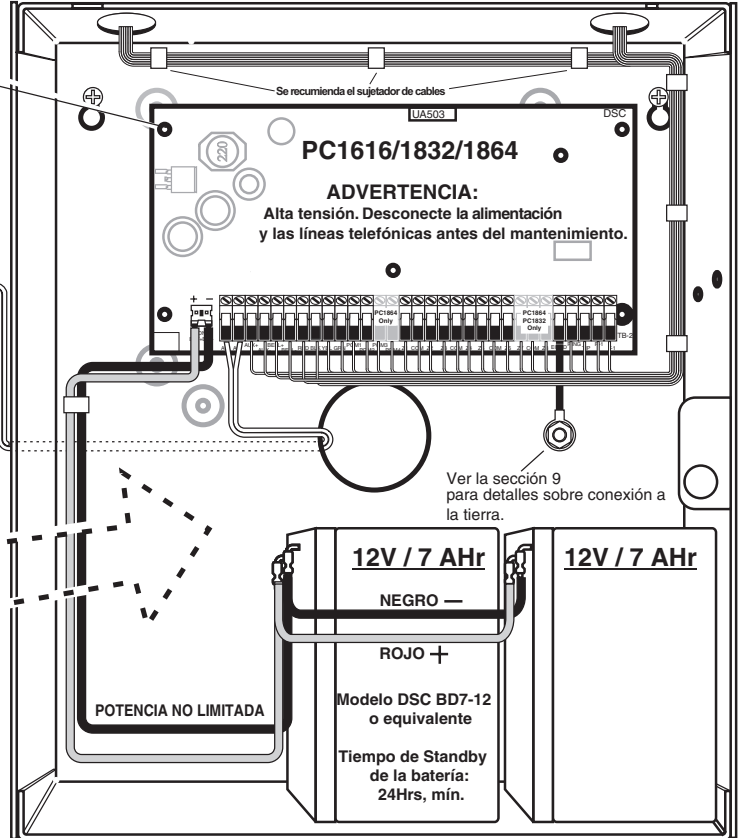 Se recumienda el sujetador de cables
UA503
DSC
220
PC1616/1832/1864
ADVERTENCIA:
Alta tensión. Desconecte la alimentación
y las líneas telefónicas antes del mantenimiento.
+ −
PC1864
Only
PC1864
PC1832
Only
TB-2
Ver la sección 9
para detalles sobre conexión a
la tierra.
12V / 7 AHr
12V / 7 AHr
NEGRO —
ROJO +
POTENCIA NO LIMITADA
Modelo DSC BD7-12
o equivalente
Tiempo de Standby
de la batería:
24Hrs, mín.